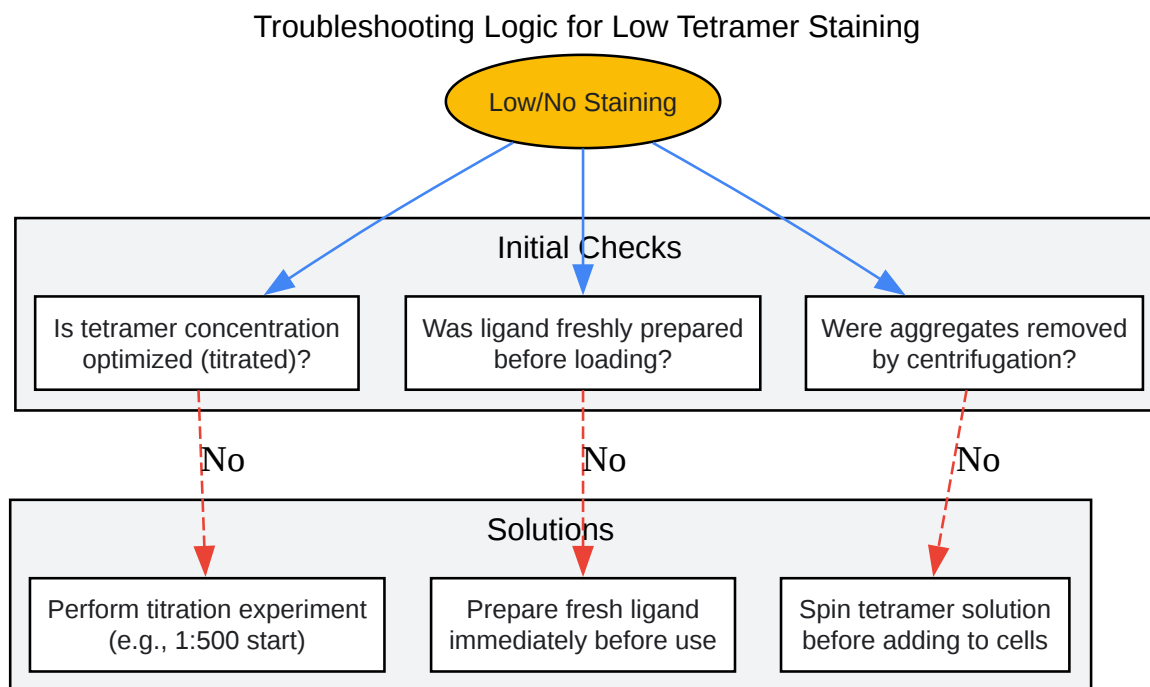 Troubleshooting Logic for Low Tetramer Staining
Low/No Staining
Initial Checks
Is tetramer concentration
optimized (titrated)?
Was ligand freshly prepared
before loading?
Were aggregates removed
by centrifugation?
No
No
No
Solutions
Perform titration experiment
(e.g., 1:500 start)
Prepare fresh ligand
immediately before use
Spin tetramer solution
before adding to cells